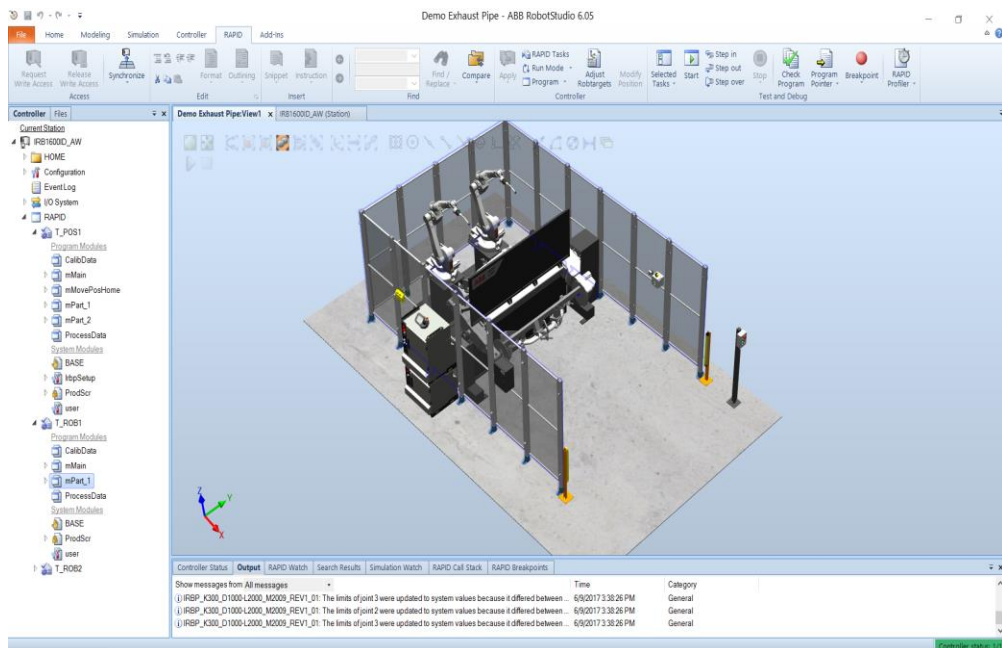 Demo Exhaust Pipe - ABB RobotStudio 6.05
File Home Modeling Simulation Controller RAPID Add-Ins
Request Write Access
Release Write Access
Synchronize
Format
Outlining
Snippet
Instruction
Find / Replace
Compare
Apply
RAPID Tasks
Run Mode
Program
Adjust Robtargets
Modify Position
Selected Tasks
Start
Step in
Step out
Step over
Stop
Check Program
Program Pointer
Breakpoint
RAPID Profiler
Access Edit Insert Find Controller Test and Debug
Controller Files
Demo Exhaust Pipe:View1 x IRB1600ID_AW (Station)
Current Station
IRB1600ID_AW
HOME
Configuration
Event Log
I/O System
RAPID
T_POS1
Program Modules
CalibData
mMain
mMovePosHome
mPart_1
mPart_2
ProcessData
System Modules
BASE
IrbpSetup
ProdScr
user
T_ROB1
Program Modules
CalibData
mMain
mPart_1
ProcessData
System Modules
BASE
ProdScr
user
T_ROB2
Z
Y
X
Controller Status Output RAPID Watch Search Results Simulation Watch RAPID Call Stack RAPID Breakpoints
Show messages from: All messages Time Category
IRBP_K300_D1000-L2000_M2009_REV1_01: The limits of joint 3 were updated to system values because it differed between ... 6/9/2017 3:38:26 PM General
IRBP_K300_D1000-L2000_M2009_REV1_01: The limits of joint 2 were updated to system values because it differed between ... 6/9/2017 3:38:26 PM General
IRBP_K300_D1000-L2000_M2009_REV1_01: The limits of joint 3 were updated to system values because it differed between ... 6/9/2017 3:38:26 PM General
Controller status: 1/1